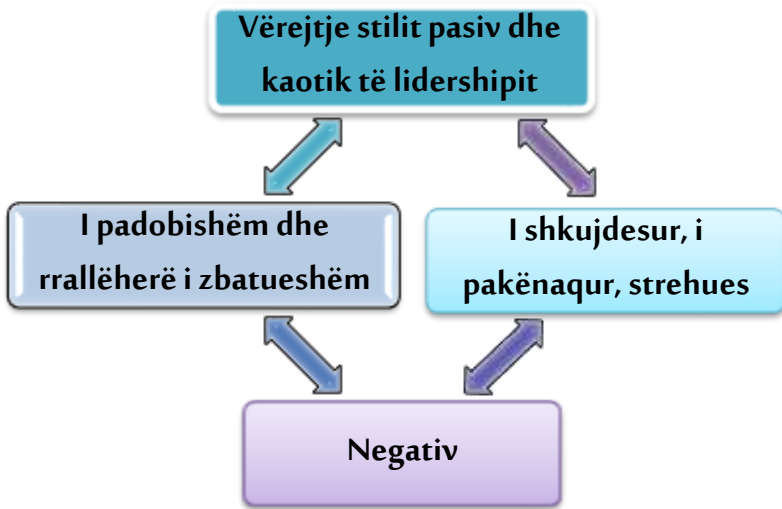 Vërejtje stilit pasiv dhe
kaotik të lidershipit
I padobishëm dhe
rrallëherë i zbatueshëm
I shkujdesur, i
pakënaqur, strehues
Negativ